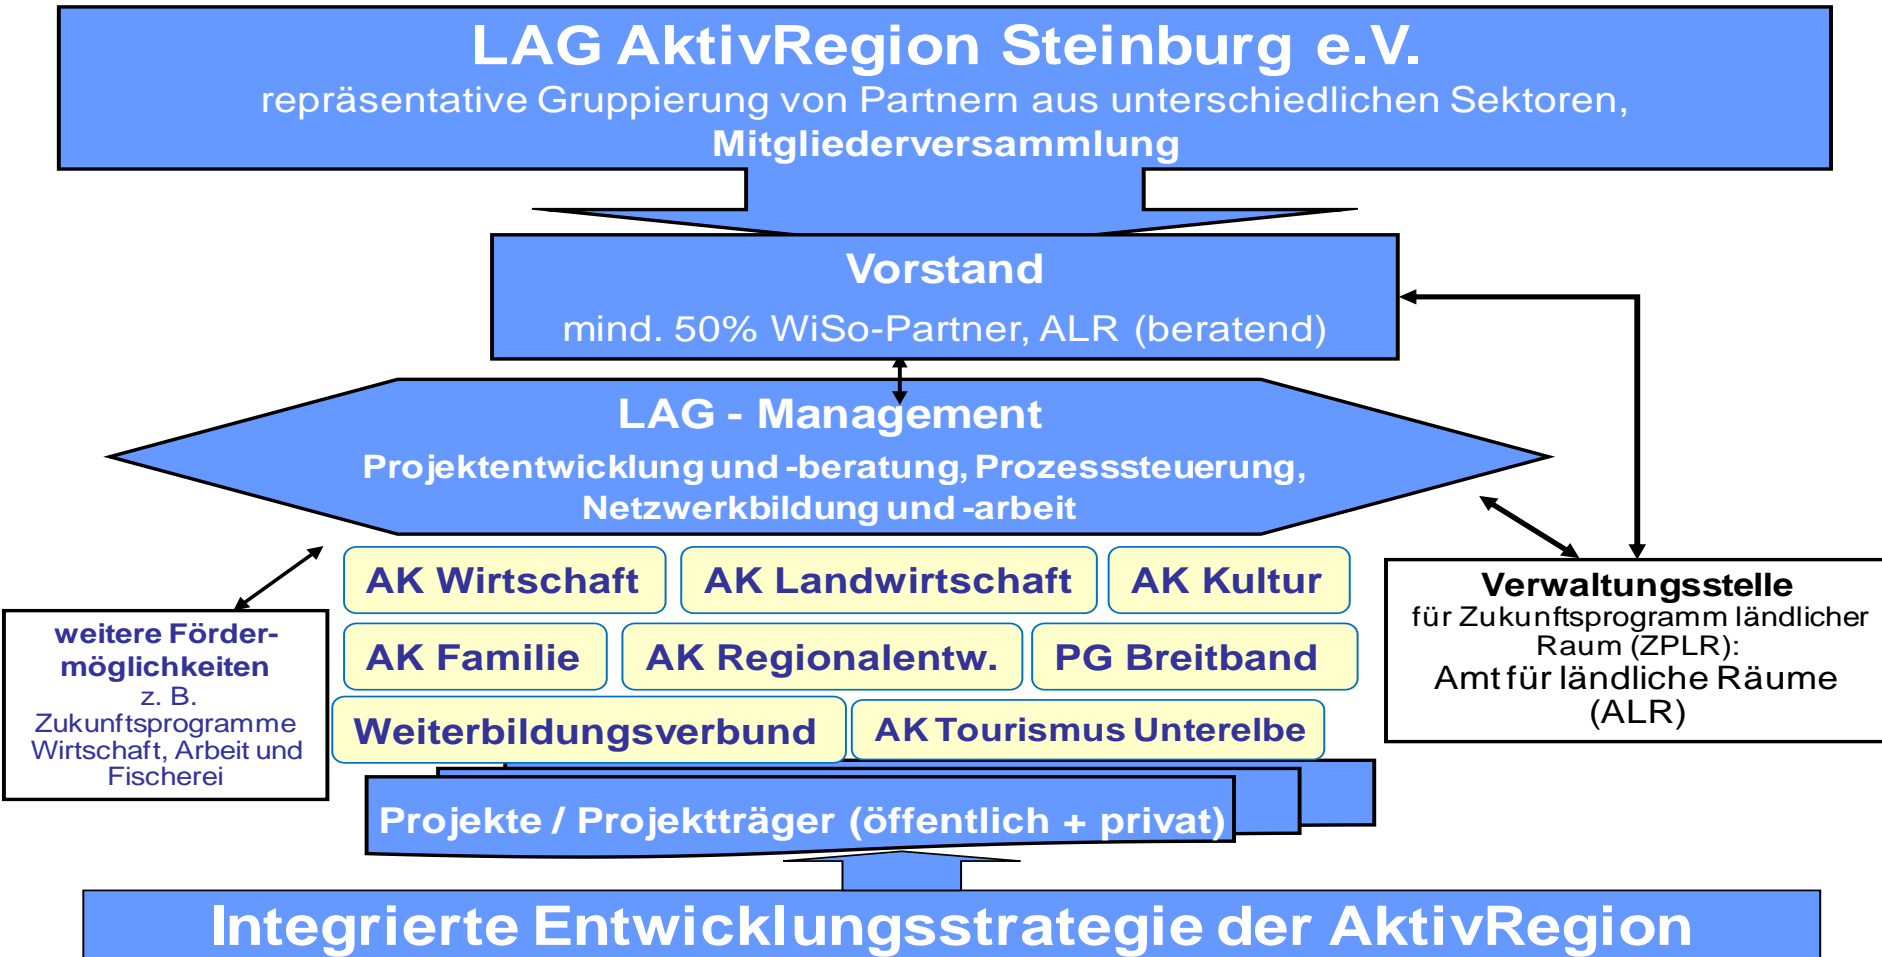 LAG AktivRegion Steinburg e.V.
repräsentative Gruppierung von Partnern aus unterschiedlichen Sektoren,
Mitgliederversammlung
Vorstand
mind. 50% WiSo-Partner, ALR (beratend)
LAG - Management
Projektentwicklung und -beratung, Prozesssteuerung,
Netzwerkbildung und -arbeit
AK Wirtschaft
AK Landwirtschaft
AK Kultur
AK Familie
AK Regionalentw.
PG Breitband
Weiterbildungsverbund
AK Tourismus Unterelbe
weitere Förder-
möglichkeiten
z. B.
Zukunftsprogramme
Wirtschaft, Arbeit und
Fischerei
Verwaltungsstelle
für Zukunftsprogramm ländlicher
Raum (ZPLR):
Amt für ländliche Räume
(ALR)
Projekte / Projektträger (öffentlich + privat)
Integrierte Entwicklungsstrategie der AktivRegion